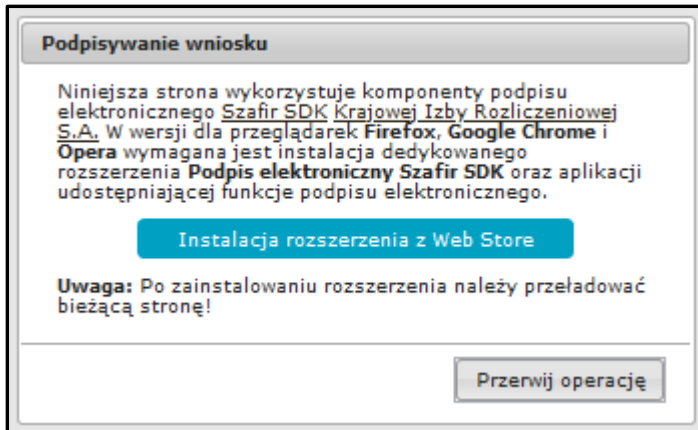 Podpisywanie wniosku
Niniejsza strona wykorzystuje komponenty podpisu
elektronicznego Szafir SDK Krajowej Izby Rozliczeniowej
S.A. W wersji dla przeglądarek Firefox, Google Chrome i
Opera wymagana jest instalacja dedykowanego
rozszerzenia Podpis elektroniczny Szafir SDK oraz aplikacji
udostępniającej funkcje podpisu elektronicznego.
Instalacja rozszerzenia z Web Store
Uwaga: Po zainstalowaniu rozszerzenia należy przeładować
bieżącą stronę!
Przerwij operację